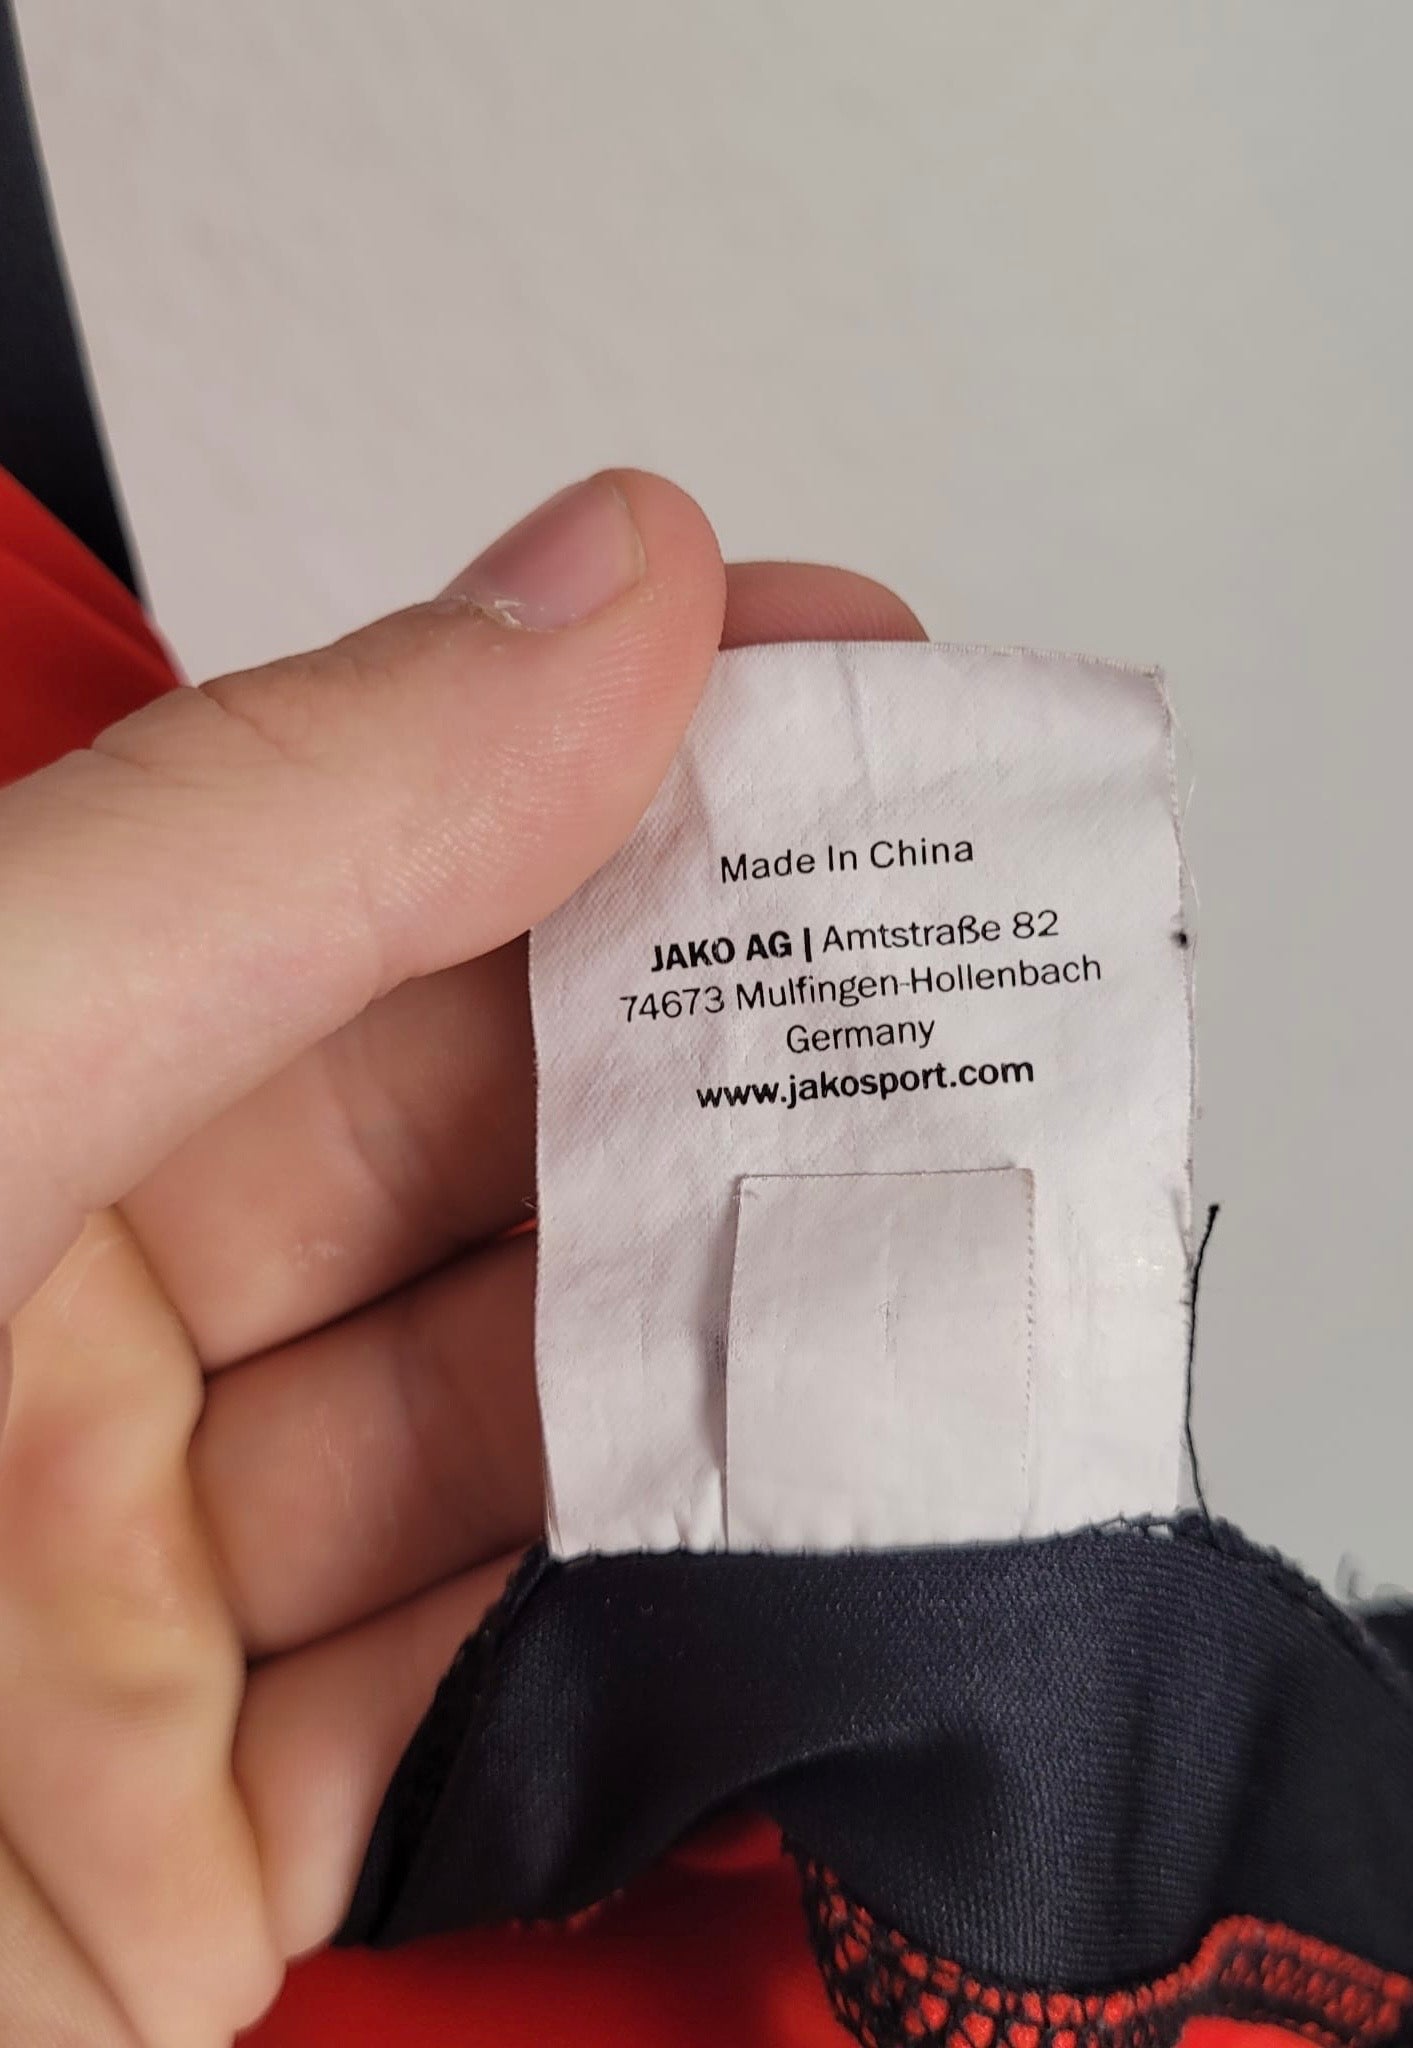 Made In China
JAKO AG | Amtstraße 82
74673 Mulfingen-Hollenbach
Germany
www.jakosport.com